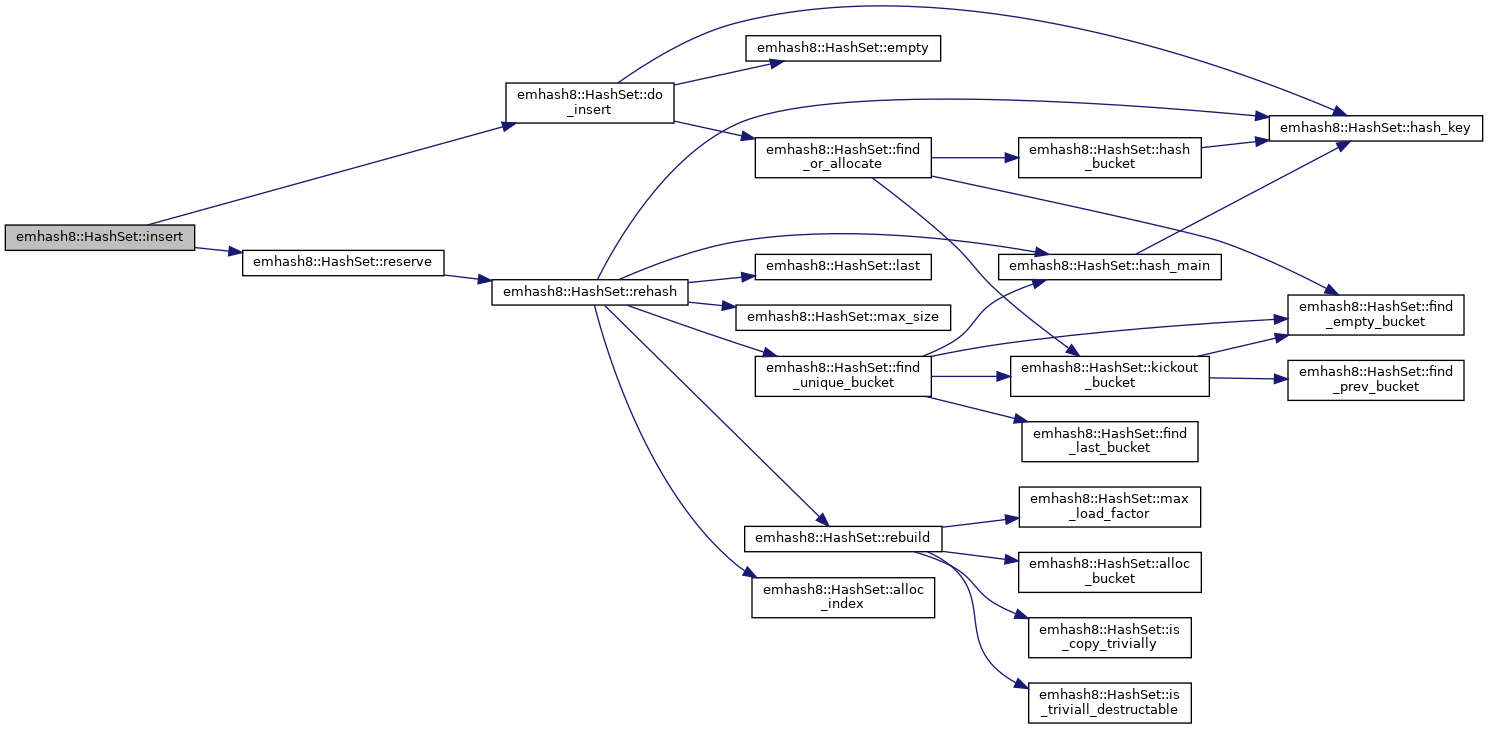 emhash8::HashSet::insert
emhash8::HashSet::do
_insert
emhash8::HashSet::reserve
emhash8::HashSet::rehash
emhash8::HashSet::empty
emhash8::HashSet::find
_or_allocate
emhash8::HashSet::last
emhash8::HashSet::max_size
emhash8::HashSet::find
_unique_bucket
emhash8::HashSet::rebuild
emhash8::HashSet::alloc
_index
emhash8::HashSet::hash
_bucket
emhash8::HashSet::hash_main
emhash8::HashSet::kickout
_bucket
emhash8::HashSet::find
_last_bucket
emhash8::HashSet::max
_load_factor
emhash8::HashSet::alloc
_bucket
emhash8::HashSet::is
_copy_trivially
emhash8::HashSet::is
_triviall_destructable
emhash8::HashSet::hash_key
emhash8::HashSet::find
_empty_bucket
emhash8::HashSet::find
_prev_bucket